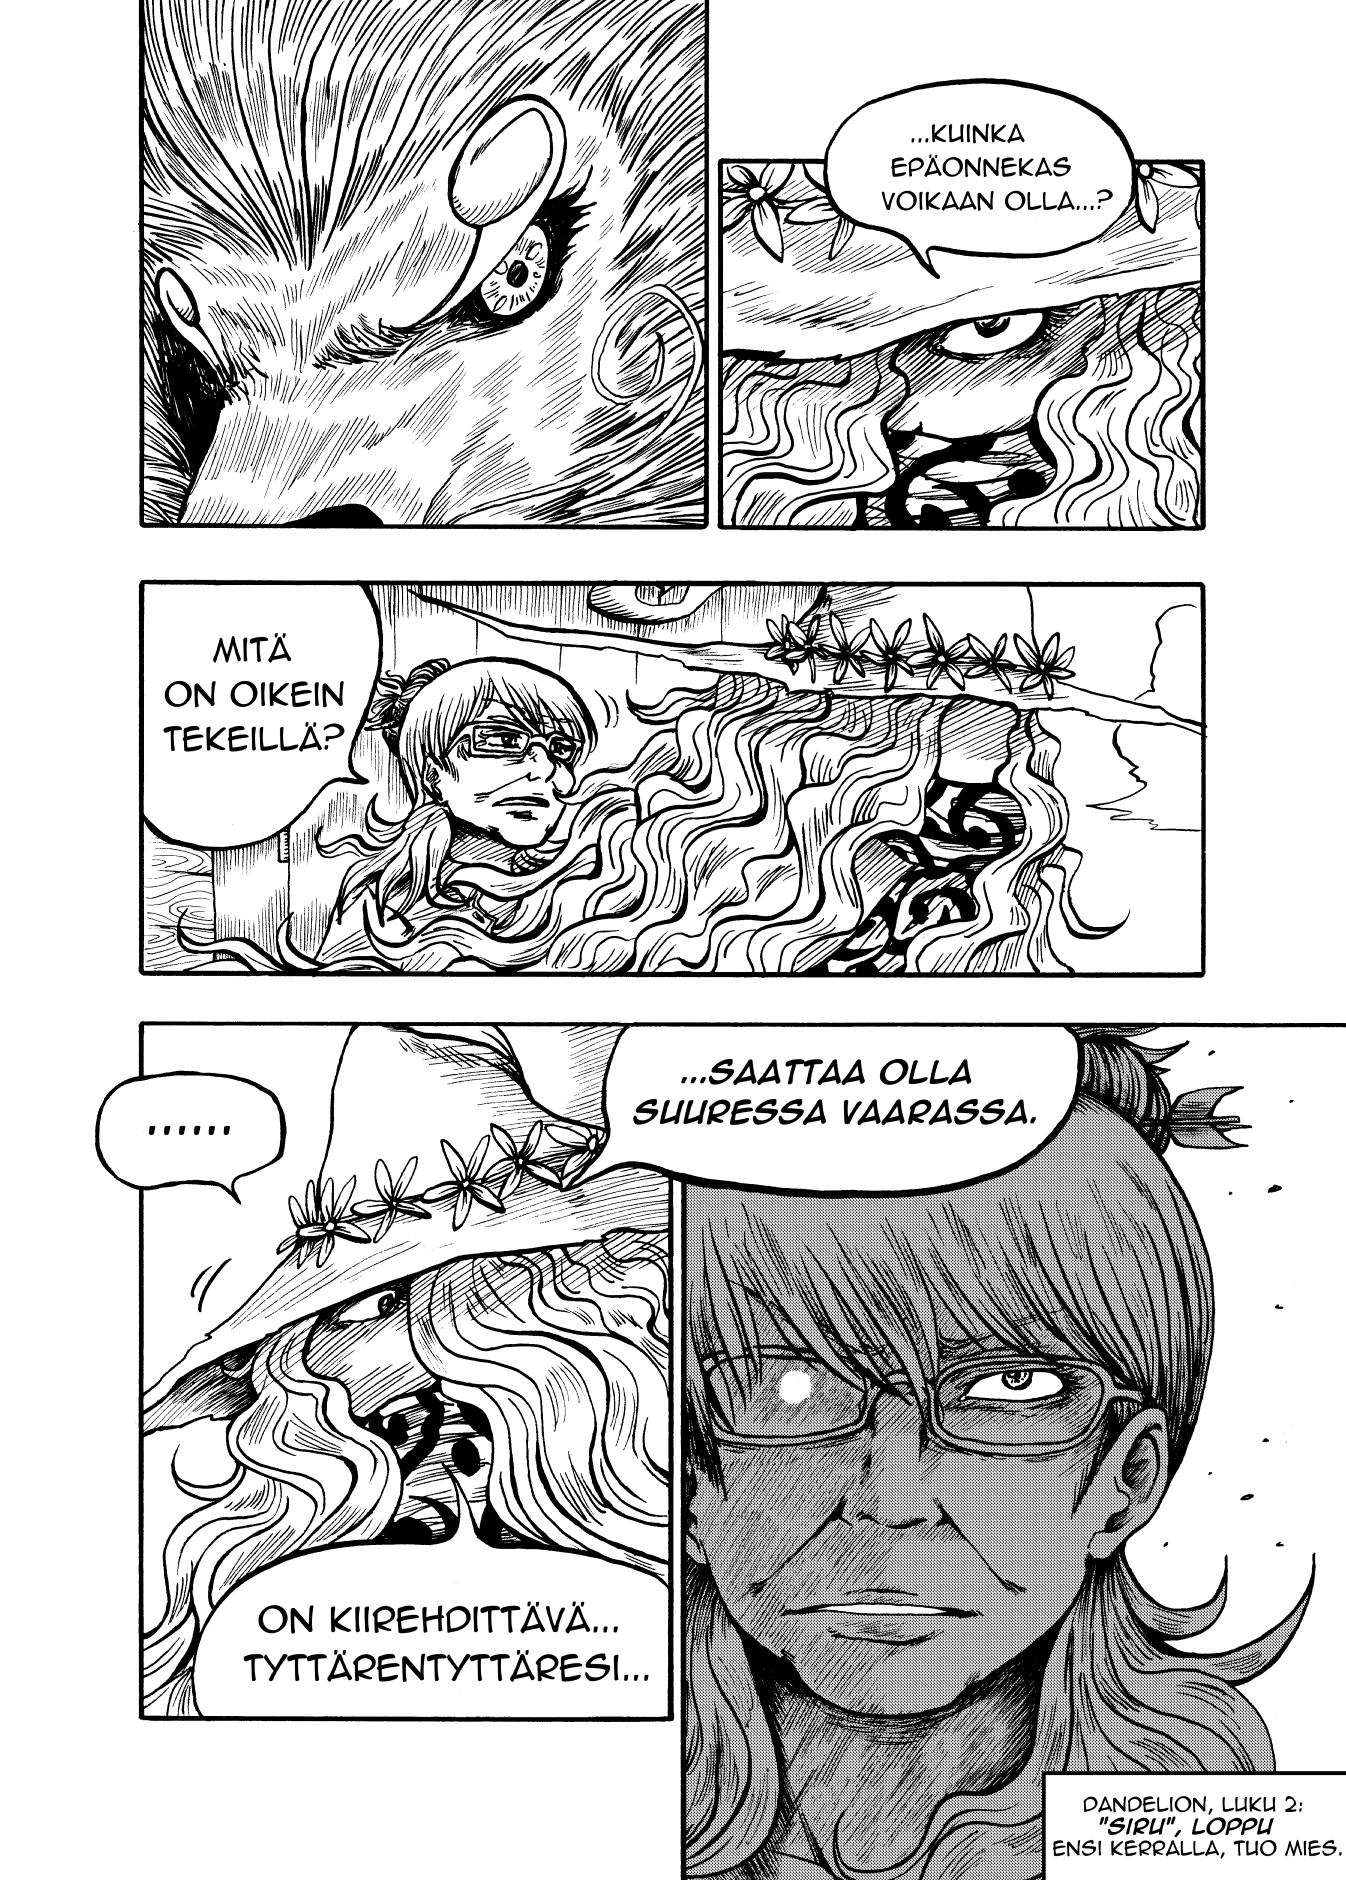 ...KUINKA
EPÄONNEKAS
VOIKAAN OLLA...?
MITÄ
ON OIKEIN
TEKEILLÄ?
......
ON KIIREHDITTÄVÄ...
TYTTÄRENTYTTÄRESI...
...SAATTAA OLLA
SUURESSA VAARASSA.
DANDELION, LUKU 2:
"SIRU", LOPPU
ENSI KERRALLA, TUO MIES.